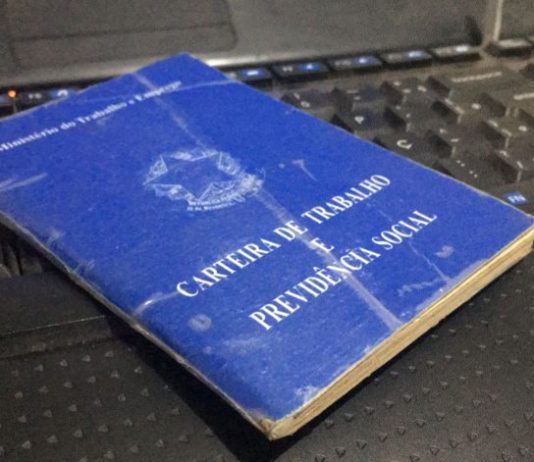 Ministério do Trabalho e Emprego
CARTEIRA DE TRABALHO
E
PREVIDÊNCIA SOCIAL